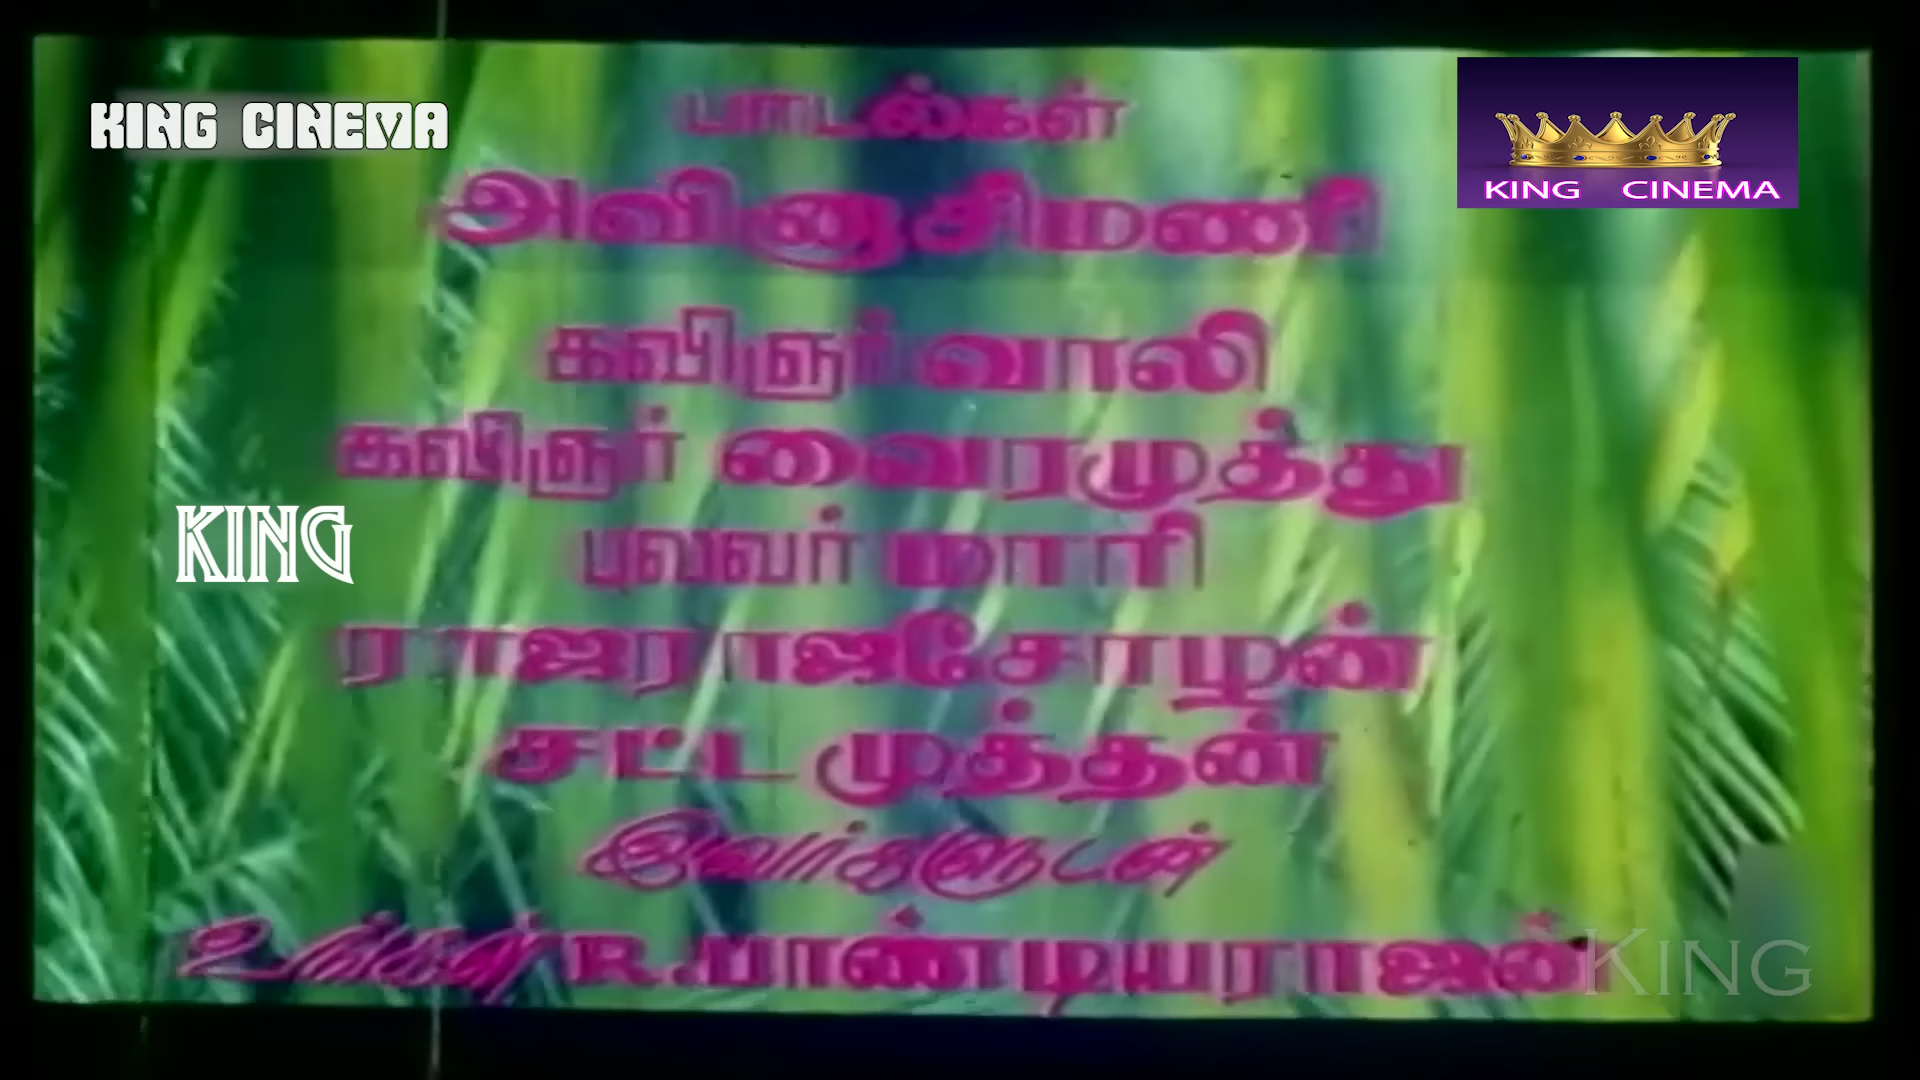 KING CINEMA
KING CINEMA
பாடல்கள்
அவினாசிமணி
கவிஞர் வாலி
கவிஞர் வைரமுத்து
KING
புலவர் மாரி
ராஜராஜசோழன்
சட்ட முத்தன்
இவர்களுடன்
உங்கள் R.பாண்டியராஜன்
KING